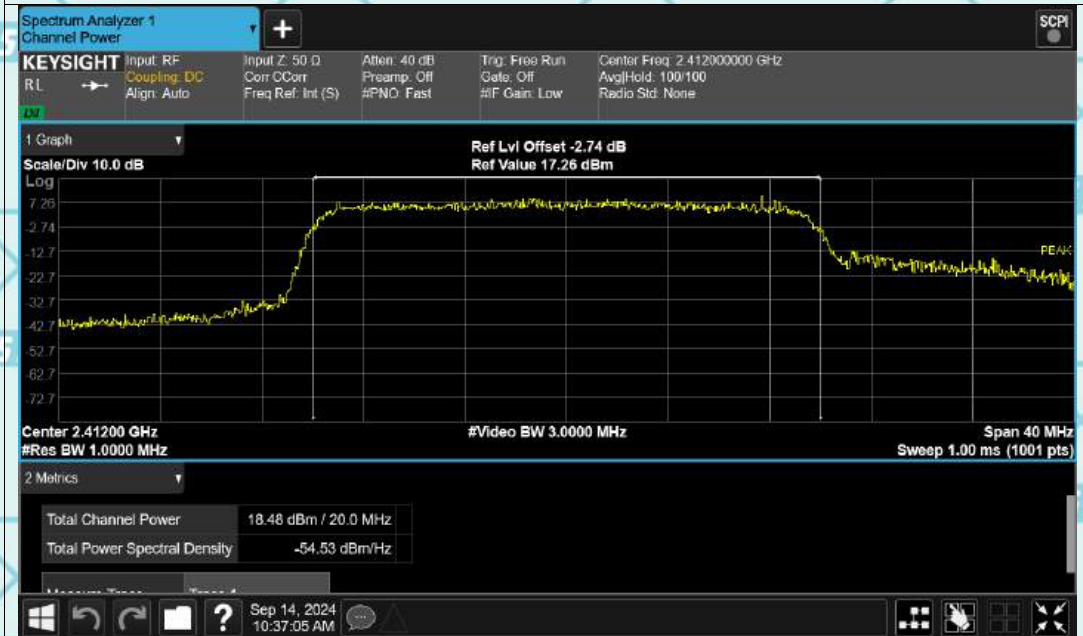 Spectrum Analyzer 1
Channel Power
+
SCPI
KEYSIGHT
RL
LXI
Input: RF
Coupling: DC
Align: Auto
Input Z: 50 Ω
Corr CCorr
Freq Ref: Int (S)
Atten: 40 dB
Preamp: Off
#PNO: Fast
Trig: Free Run
Gate: Off
#IF Gain: Low
Center Freq: 2.412000000 GHz
Avg|Hold: 100/100
Radio Std: None
1 Graph
Scale/Div 10.0 dB
Ref Lvl Offset -2.74 dB
Ref Value 17.26 dBm
Log
7.26
-2.74
-12.7
-22.7
-32.7
-42.7
-52.7
-62.7
-72.7
PEAK
Center 2.41200 GHz
#Res BW 1.0000 MHz
#Video BW 3.0000 MHz
Span 40 MHz
Sweep 1.00 ms (1001 pts)
2 Metrics
Total Channel Power 18.48 dBm / 20.0 MHz
Total Power Spectral Density -54.53 dBm/Hz
?
Sep 14, 2024
10:37:05 AM